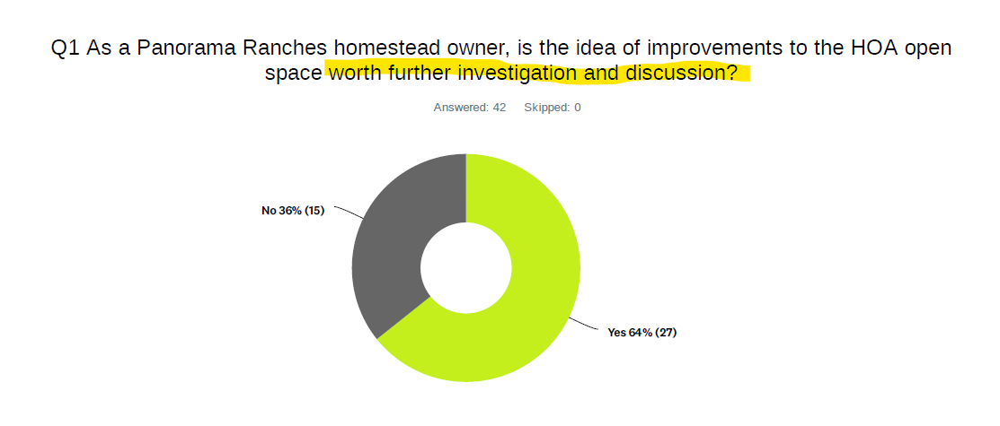 Q1 As a Panorama Ranches homestead owner, is the idea of improvements to the HOA open
space worth further investigation and discussion?
Answered: 42 Skipped: 0
No 36% (15)
Yes 64% (27)